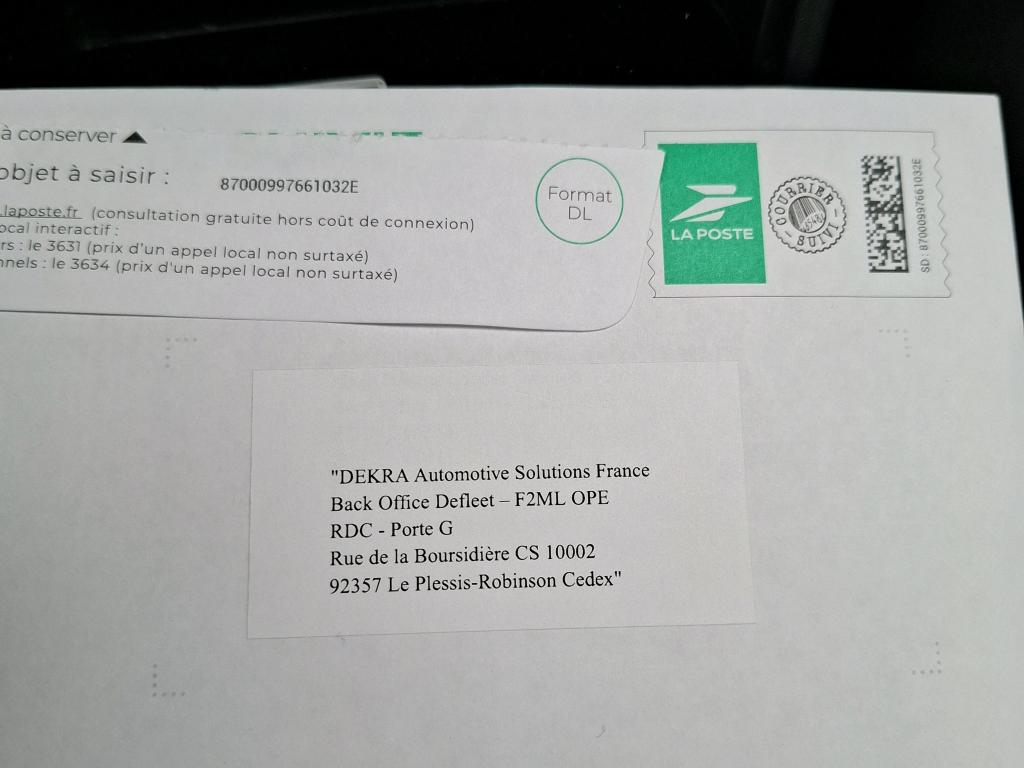 à conserver
objet à saisir :
87000997661032E
.laposte.fr (consultation gratuite hors coût de connexion)
ocal interactif :
rs : le 3631 (prix d'un appel local non surtaxé)
nnels : le 3634 (prix d'un appel local non surtaxé)
Format
DL
LA POSTE
COURRIER
SUIVI
SD : 87000997661032E
"DEKRA Automotive Solutions France
Back Office Defleet – F2ML OPE
RDC - Porte G
Rue de la Boursidière CS 10002
92357 Le Plessis-Robinson Cedex"